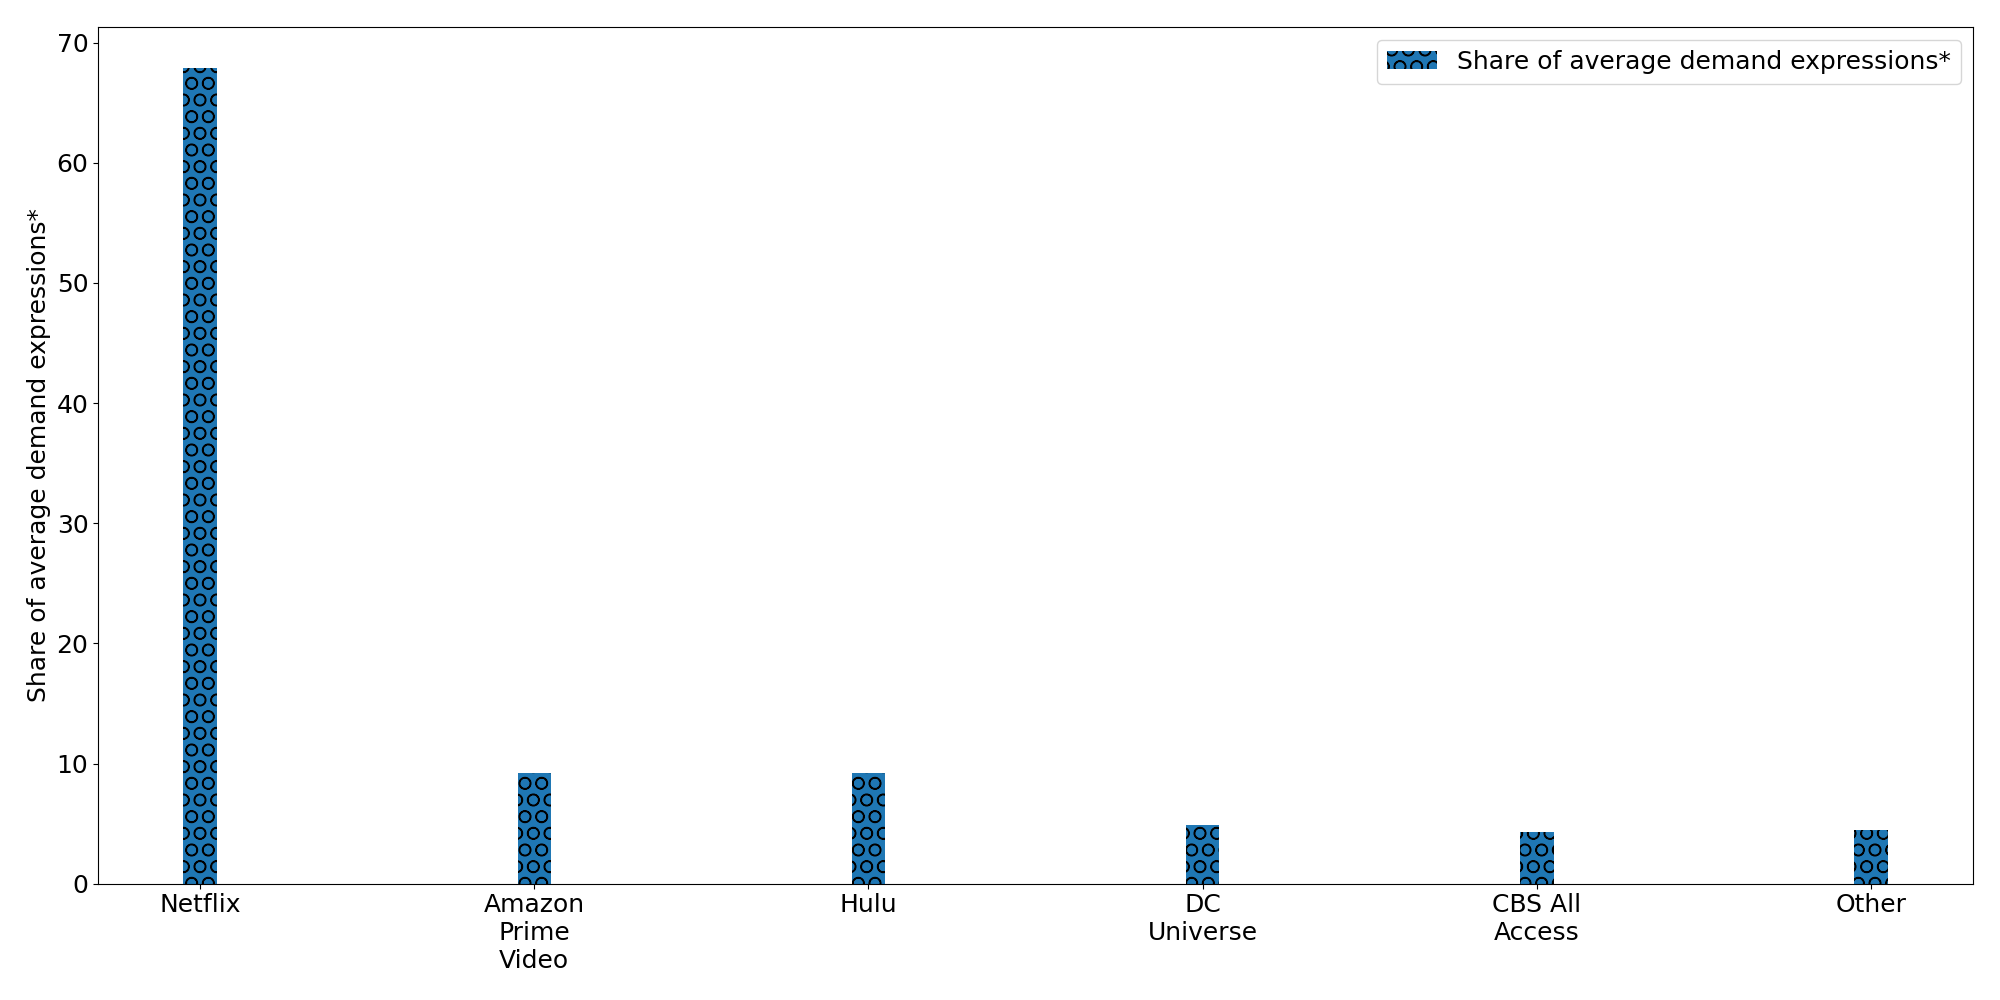 70
60
50
40
30
20
10
0
Share of average demand expressions*
Share of average demand expressions*
Netflix
Amazon
Prime
Video
Hulu
DC
Universe
CBS All
Access
Other